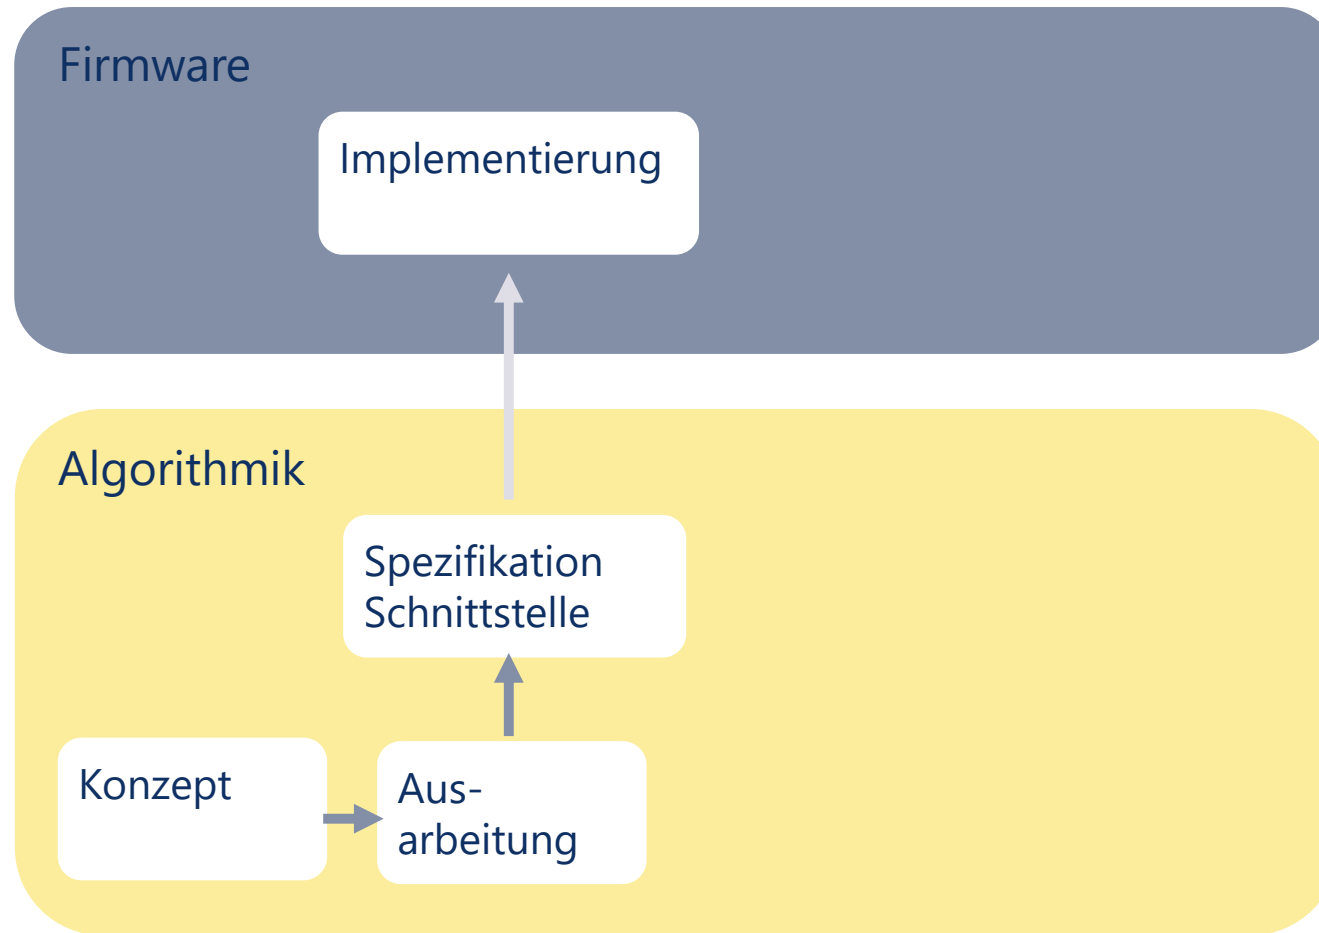 Firmware
Implementierung
Algorithmik
Spezifikation
Schnittstelle
Konzept
Aus-
arbeitung